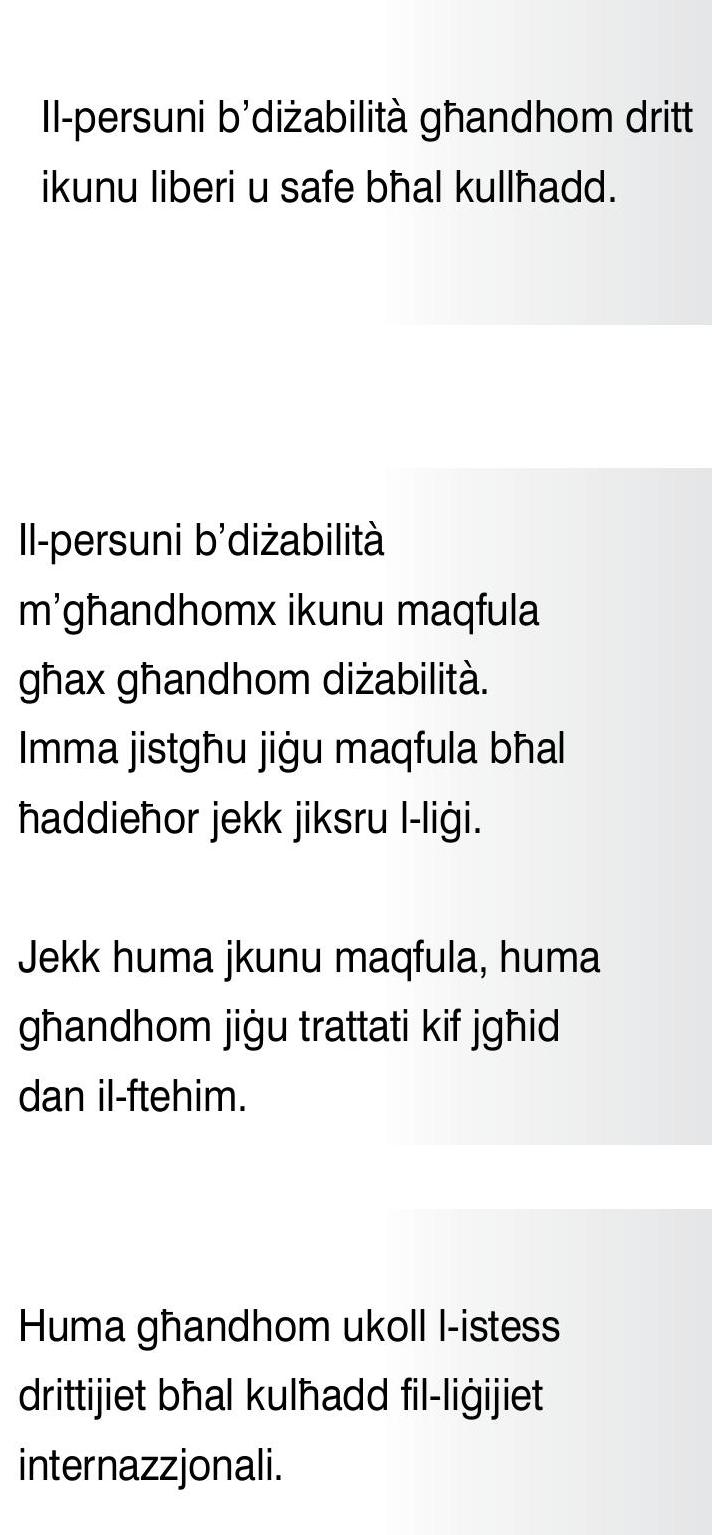 Il-persuni b’diżabilità għandhom dritt
ikunu liberi u safe bħal kullħadd.
Il-persuni b’diżabilità
m’għandhomx ikunu maqfula
għax għandhom diżabilità.
Imma jistgħu jiġu maqfula bħal
ħaddieħor jekk jiksru l-liġi.
Jekk huma jkunu maqfula, huma
għandhom jiġu trattati kif jgħid
dan il-ftehim.
Huma għandhom ukoll l-istess
drittijiet bħal kulħadd fil-liġijiet
internazzjonali.